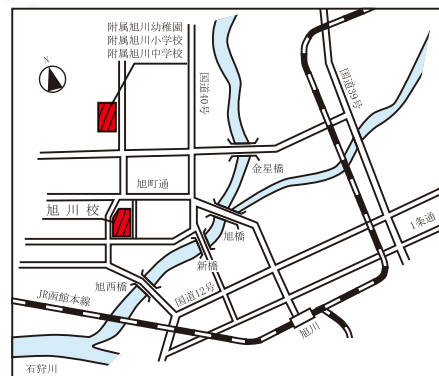 附属旭川幼稚園
附属旭川小学校
附属旭川中学校
N
国道40号
国道39号
金星橋
旭町通
旭川校
旭橋
1条通
新橋
旭西橋
国道12号
JR函館本線
旭川
石狩川